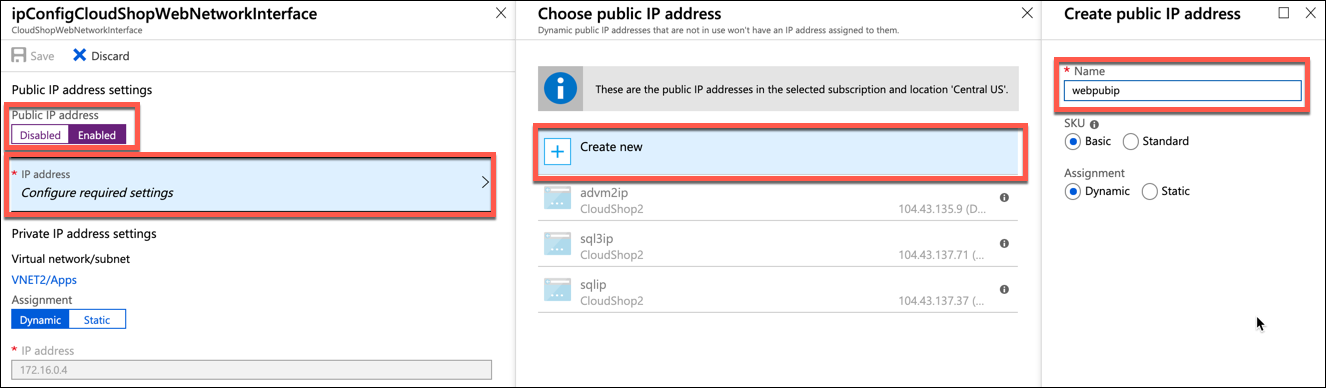 ipConfigCloudShopWebNetworkInterface
CloudShopWebNetworkInterface
Save Discard
Public IP address settings
Public IP address
Disabled Enabled
* IP address
Configure required settings
Private IP address settings
Virtual network/subnet
VNET2/Apps
Assignment
Dynamic Static
* IP address
172.16.0.4
Choose public IP address
Dynamic public IP addresses that are not in use won't have an IP address assigned to them.
These are the public IP addresses in the selected subscription and location 'Central US'.
Create new
advm2ip
CloudShop2 104.43.135.9 (D...
sql3ip
CloudShop2 104.43.137.71 (...
sqlip
CloudShop2 104.43.137.37 (...
Create public IP address
* Name
webpubip
SKU
Basic Standard
Assignment
Dynamic Static